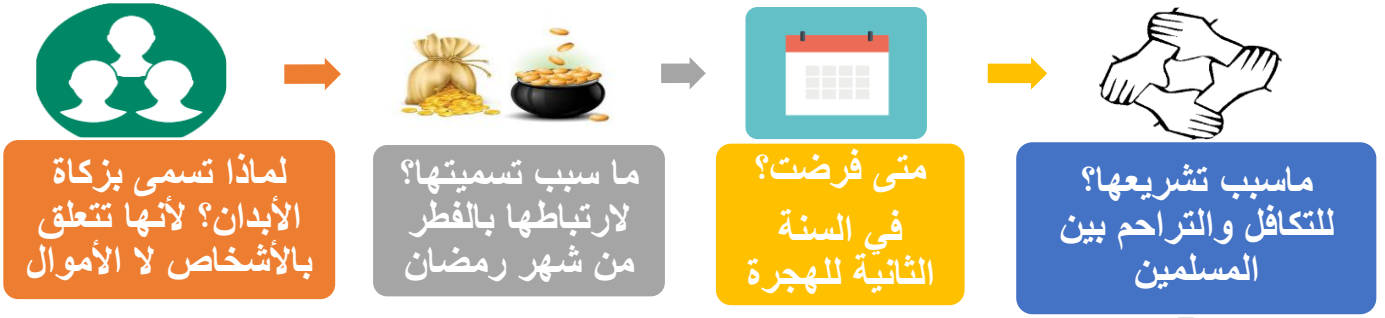 لماذا تسمى بزكاة
الأبدان؟ لأنها تتعلق
بالأشخاص لا الأموال
ما سبب تسميتها؟
لارتباطها بالفطر
من شهر رمضان
متى فرضت؟
في السنة
الثانية للهجرة
ماسبب تشريعها؟
للتكافل والتراحم بين
المسلمين